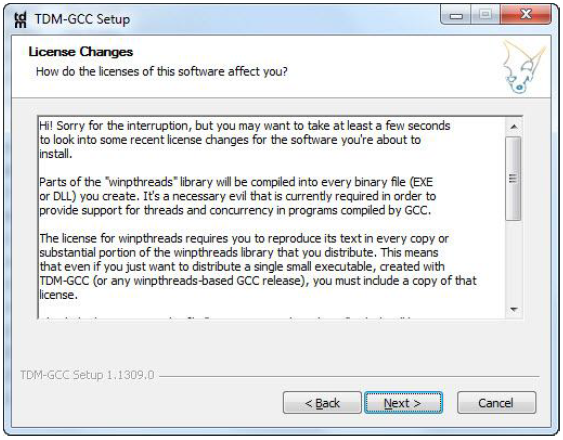 TDM-GCC Setup
License Changes
How do the licenses of this software affect you?
Hi! Sorry for the interruption, but you may want to take at least a few seconds
to look into some recent license changes for the software you're about to
install.
Parts of the "winpthreads" library will be compiled into every binary file (EXE
or DLL) you create. It's a necessary evil that is currently required in order to
provide support for threads and concurrency in programs compiled by GCC.
The license for winpthreads requires you to reproduce its text in every copy or
substantial portion of the winpthreads library that you distribute. This means
that even if you just want to distribute a single small executable, created with
TDM-GCC (or any winpthreads-based GCC release), you must include a copy of that
license.
TDM-GCC Setup 1.1309.0
< Back
Next >
Cancel